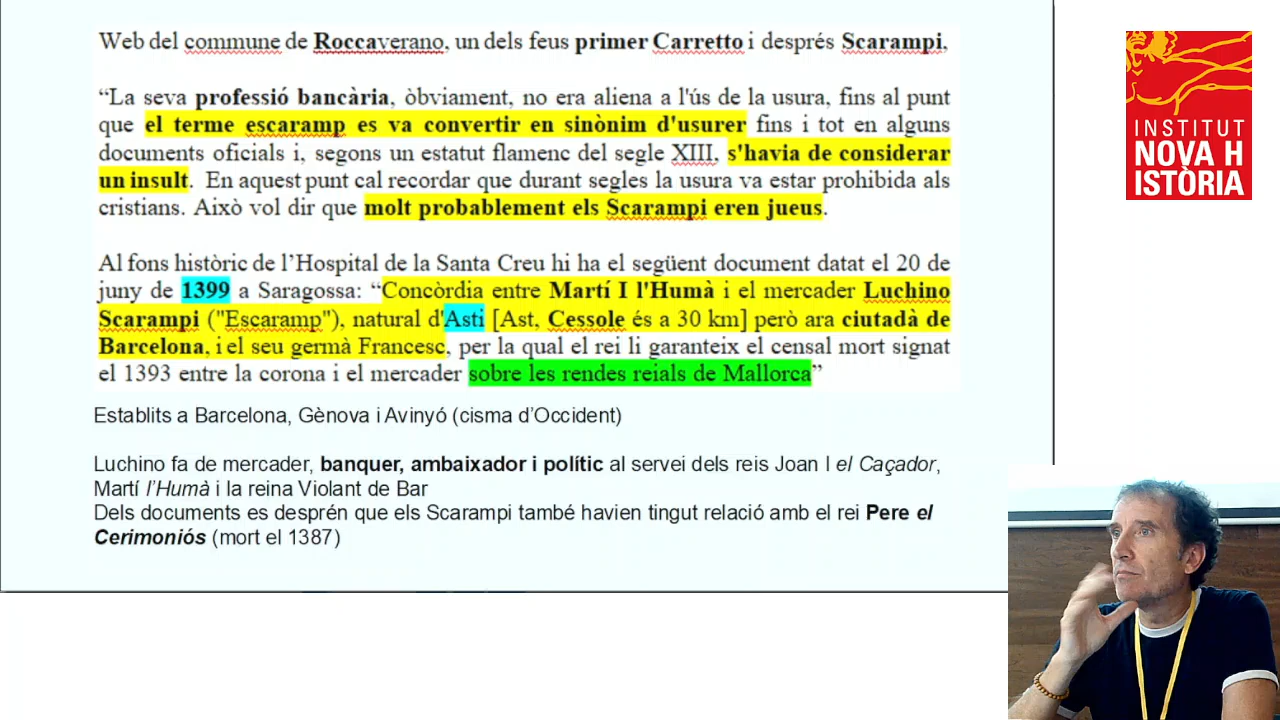 Web del commune de Roccaverano, un dels feus primer Carretto i després Scarampi,
“La seva professió bancària, òbviament, no era aliena a l'ús de la usura, fins al punt
que el terme escaramp es va convertir en sinònim d'usurer fins i tot en alguns
documents oficials i, segons un estatut flamenc del segle XIII, s'havia de considerar
un insult. En aquest punt cal recordar que durant segles la usura va estar prohibida als
cristians. Això vol dir que molt probablement els Scarampi eren jueus.
Al fons històric de l’Hospital de la Santa Creu hi ha el següent document datat el 20 de
juny de 1399 a Saragossa: “Concòrdia entre Martí I l'Humà i el mercader Luchino
Scarampi ("Escaramp"), natural d'Asti [Ast, Cessole és a 30 km] però ara ciutadà de
Barcelona, i el seu germà Francesc, per la qual el rei li garanteix el censal mort signat
el 1393 entre la corona i el mercader sobre les rendes reials de Mallorca”
Establits a Barcelona, Gènova i Avinyó (cisma d’Occident)
Luchino fa de mercader, banquer, ambaixador i polític al servei dels reis Joan I el Caçador,
Martí l’Humà i la reina Violant de Bar
Dels documents es desprén que els Scarampi també havien tingut relació amb el rei Pere el
Cerimoniós (mort el 1387)
INSTITUT
NOVA H
ISTÒRIA